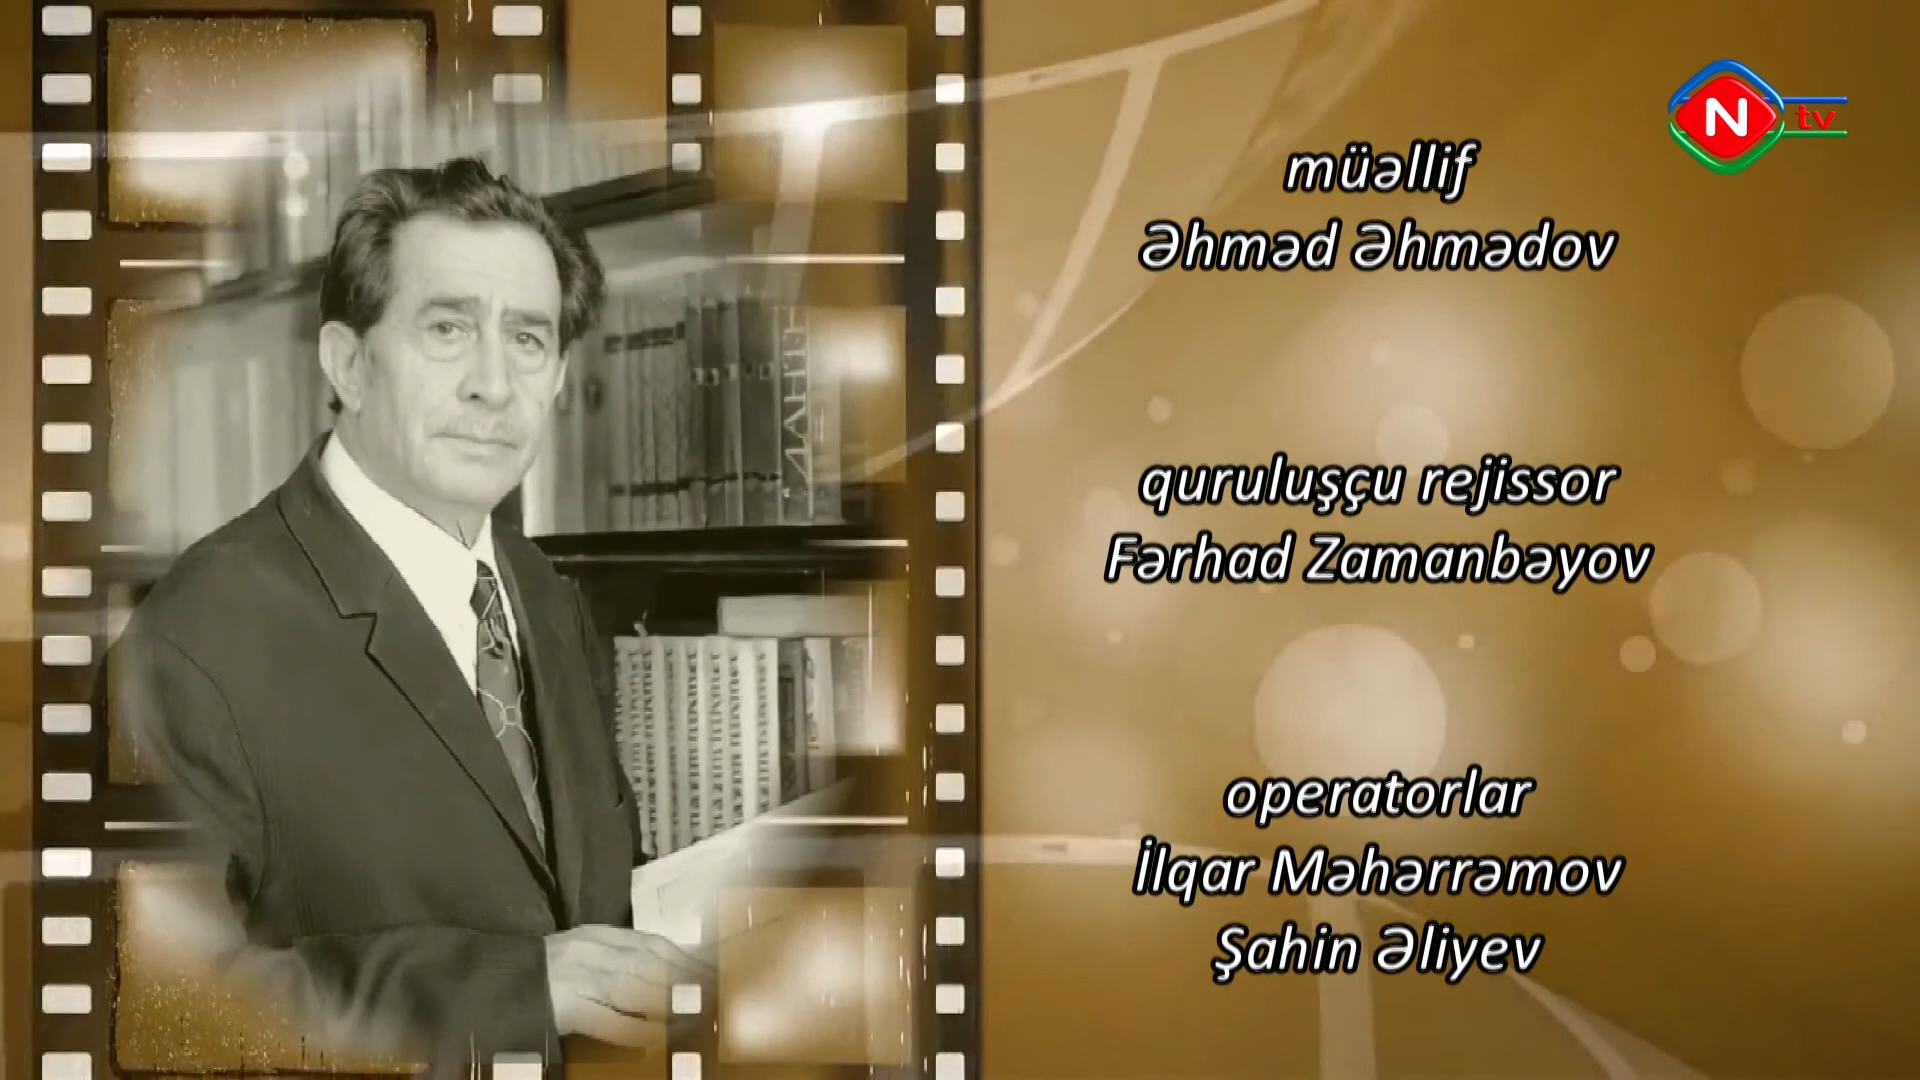 N tv
müəllif
Əhməd Əhmədov
quruluşçu rejissor
Fərhad Zamanbəyov
operatorlar
İlqar Məhərrəmov
Şahin Əliyev